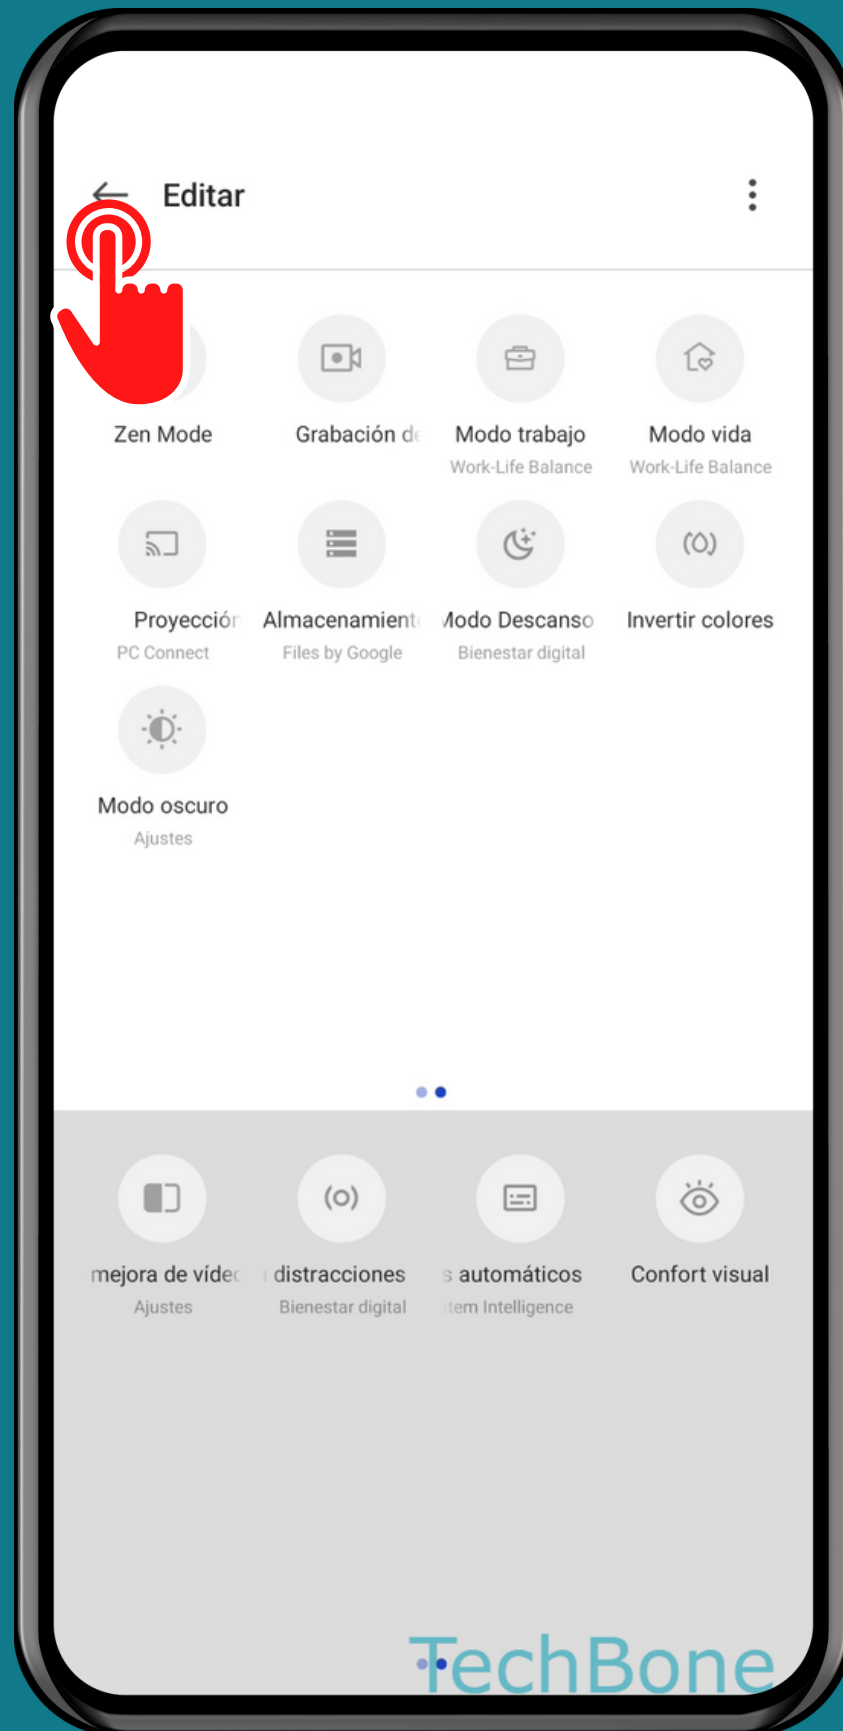 Editar
Zen Mode
Grabación de
Modo trabajo
Work-Life Balance
Modo vida
Work-Life Balance
Proyección
PC Connect
Almacenamient
Files by Google
Modo Descanso
Bienestar digital
Invertir colores
Modo oscuro
Ajustes
mejora de víde
Ajustes
distracciones
Bienestar digital
s automáticos
tem Intelligence
Confort visual
TechBone